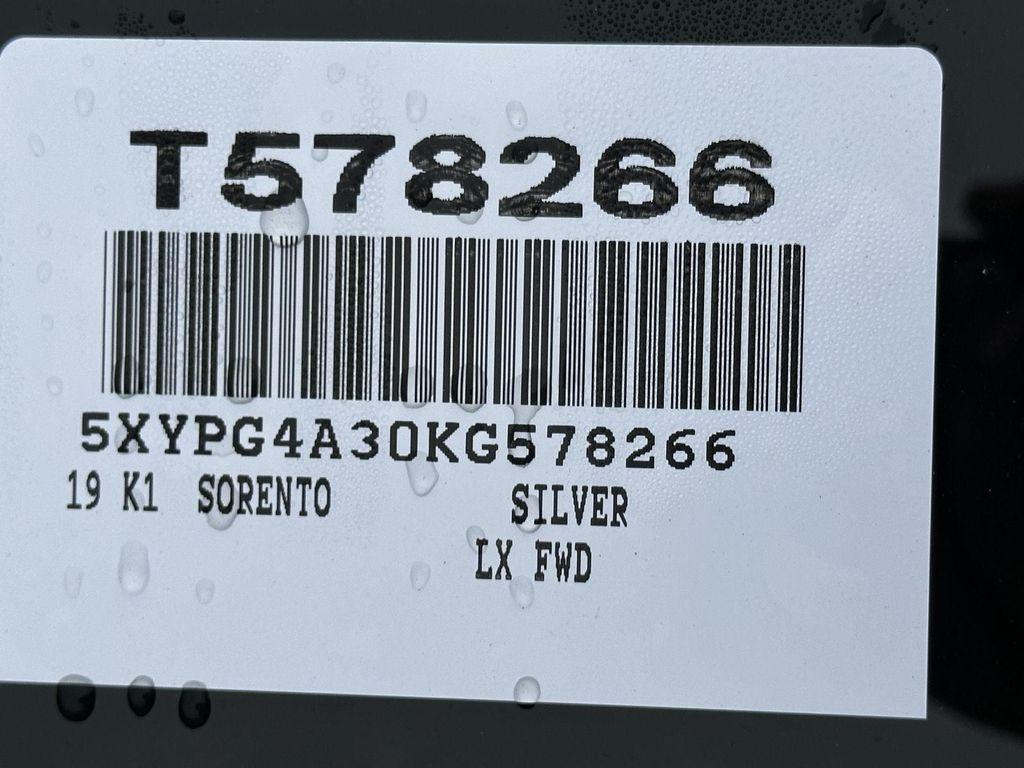 T578266
5XYPG4A30KG578266
19 K1 SORENTO SILVER
LX FWD